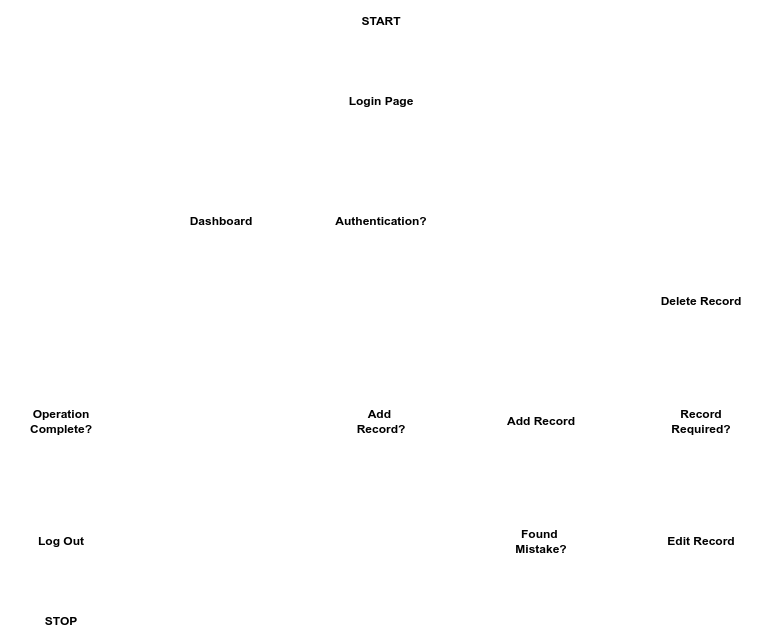 START
Login Page
Dashboard
Authentication?
Delete Record
Operation
Complete?
Add
Record?
Add Record
Record
Required?
Log Out
Found
Mistake?
Edit Record
STOP